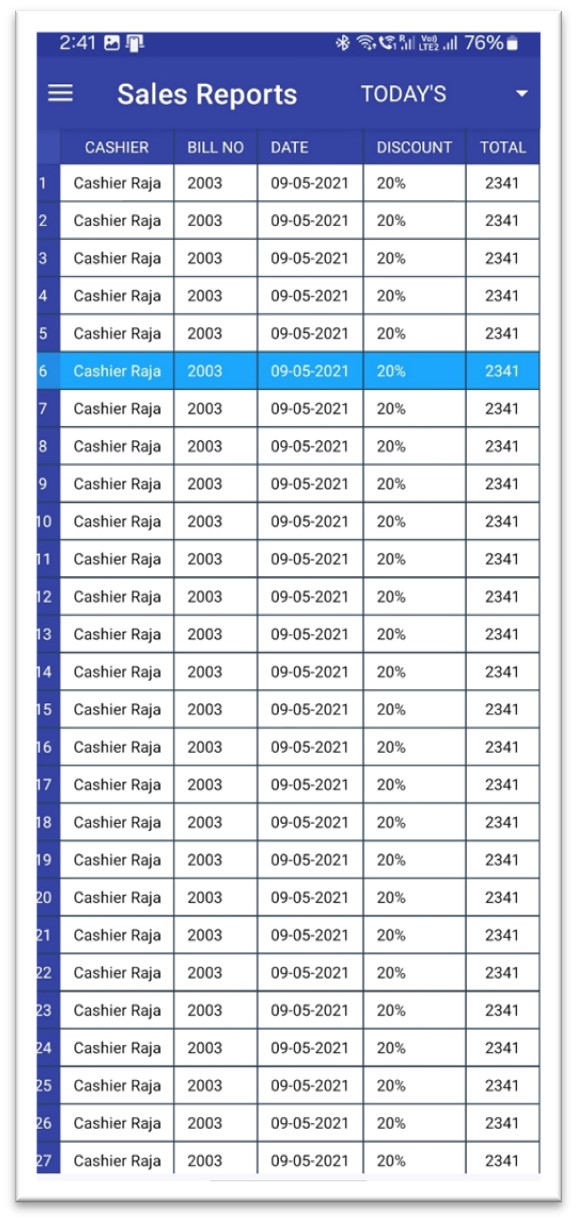 2:41 76%
Sales Reports TODAY'S
CASHIER BILL NO DATE DISCOUNT TOTAL
1 Cashier Raja 2003 09-05-2021 20% 2341
2 Cashier Raja 2003 09-05-2021 20% 2341
3 Cashier Raja 2003 09-05-2021 20% 2341
4 Cashier Raja 2003 09-05-2021 20% 2341
5 Cashier Raja 2003 09-05-2021 20% 2341
6 Cashier Raja 2003 09-05-2021 20% 2341
7 Cashier Raja 2003 09-05-2021 20% 2341
8 Cashier Raja 2003 09-05-2021 20% 2341
9 Cashier Raja 2003 09-05-2021 20% 2341
10 Cashier Raja 2003 09-05-2021 20% 2341
11 Cashier Raja 2003 09-05-2021 20% 2341
12 Cashier Raja 2003 09-05-2021 20% 2341
13 Cashier Raja 2003 09-05-2021 20% 2341
14 Cashier Raja 2003 09-05-2021 20% 2341
15 Cashier Raja 2003 09-05-2021 20% 2341
16 Cashier Raja 2003 09-05-2021 20% 2341
17 Cashier Raja 2003 09-05-2021 20% 2341
18 Cashier Raja 2003 09-05-2021 20% 2341
19 Cashier Raja 2003 09-05-2021 20% 2341
20 Cashier Raja 2003 09-05-2021 20% 2341
21 Cashier Raja 2003 09-05-2021 20% 2341
22 Cashier Raja 2003 09-05-2021 20% 2341
23 Cashier Raja 2003 09-05-2021 20% 2341
24 Cashier Raja 2003 09-05-2021 20% 2341
25 Cashier Raja 2003 09-05-2021 20% 2341
26 Cashier Raja 2003 09-05-2021 20% 2341
27 Cashier Raja 2003 09-05-2021 20% 2341